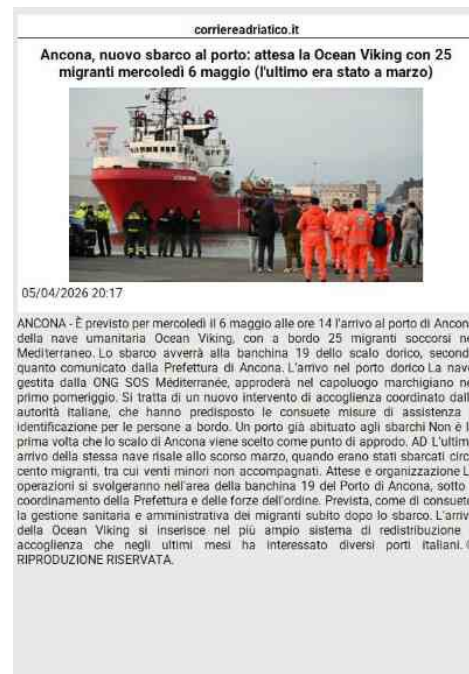 corriereadriatico.it
Ancona, nuovo sbarco al porto: attesa la Ocean Viking con 25
migranti mercoledì 6 maggio (l'ultimo era stato a marzo)
05/04/2026 20:17
ANCONA - È previsto per mercoledì il 6 maggio alle ore 14 l'arrivo al porto di Ancon
della nave umanitaria Ocean Viking, con a bordo 25 migranti soccorsi ne
Mediterraneo. Lo sbarco avverrà alla banchina 19 dello scalo dorico, second
quanto comunicato dalla Prefettura di Ancona. L'arrivo nel porto dorico La nave
gestita dalla ONG SOS Méditerranée, approderà nel capoluogo marchigiano ne
primo pomeriggio. Si tratta di un nuovo intervento di accoglienza coordinato dall
autorità italiane, che hanno predisposto le consuete misure di assistenza
identificazione per le persone a bordo. Un porto già abituato agli sbarchi Non è l
prima volta che lo scalo di Ancona viene scelto come punto di approdo. AD L'ultim
arrivo della stessa nave risale allo scorso marzo, quando erano stati sbarcati circ
cento migranti, tra cui venti minori non accompagnati. Attese e organizzazione L
operazioni si svolgeranno nell'area della banchina 19 del Porto di Ancona, sotto
coordinamento della Prefettura e delle forze dell'ordine. Prevista, come di consuet
la gestione sanitaria e amministrativa dei migranti subito dopo lo sbarco. L'arriv
della Ocean Viking si inserisce nel più ampio sistema di redistribuzione
accoglienza che negli ultimi mesi ha interessato diversi porti italiani. ©
RIPRODUZIONE RISERVATA.